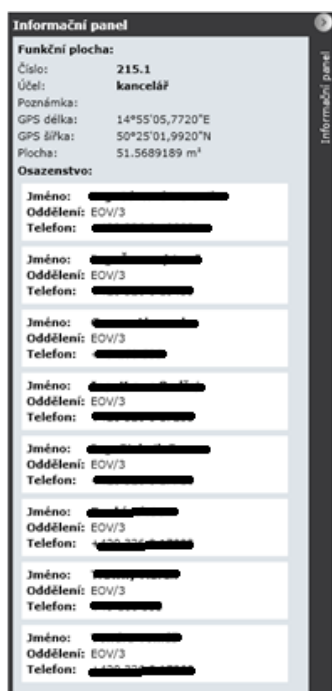 Informační panel
Funkční plocha:
Číslo: 215.1
Účel: kancelář
Poznámka:
GPS délka: 14°55'05,7720"E
GPS šířka: 50°25'01,9920"N
Plocha: 51.5689189 m²
Osazenstvo:
Jméno:
Oddělení: EOV/3
Telefon:
Jméno:
Oddělení: EOV/3
Telefon:
Jméno:
Oddělení: EOV/3
Telefon:
Jméno:
Oddělení: EOV/3
Telefon:
Jméno:
Oddělení: EOV/3
Telefon:
Jméno:
Oddělení: EOV/3
Telefon:
Jméno:
Oddělení: EOV/3
Telefon:
Jméno:
Oddělení: EOV/3
Telefon:
Informační panel